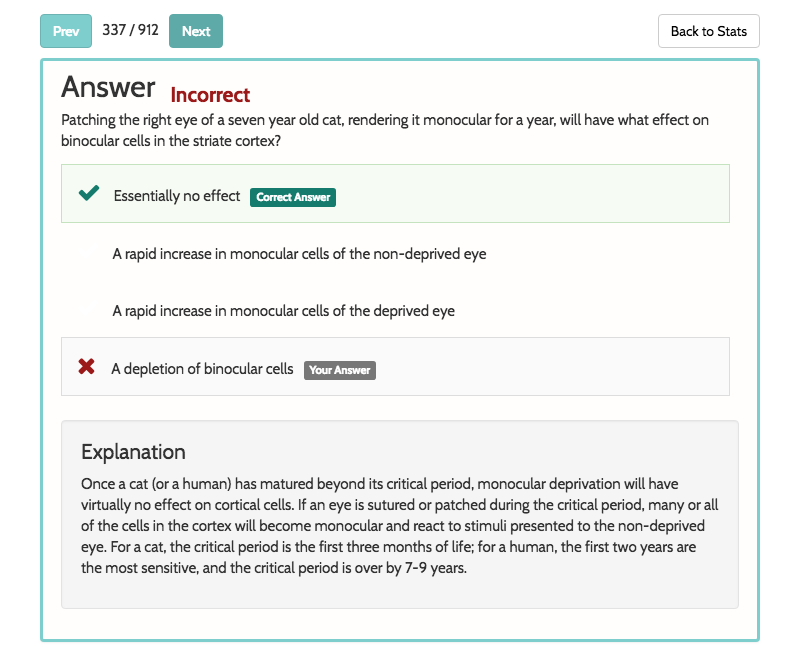 Prev 337 / 912 Next Back to Stats
Answer Incorrect
Patching the right eye of a seven year old cat, rendering it monocular for a year, will have what effect on
binocular cells in the striate cortex?
Essentially no effect Correct Answer
A rapid increase in monocular cells of the non-deprived eye
A rapid increase in monocular cells of the deprived eye
A depletion of binocular cells Your Answer
Explanation
Once a cat (or a human) has matured beyond its critical period, monocular deprivation will have
virtually no effect on cortical cells. If an eye is sutured or patched during the critical period, many or all
of the cells in the cortex will become monocular and react to stimuli presented to the non-deprived
eye. For a cat, the critical period is the first three months of life; for a human, the first two years are
the most sensitive, and the critical period is over by 7-9 years.